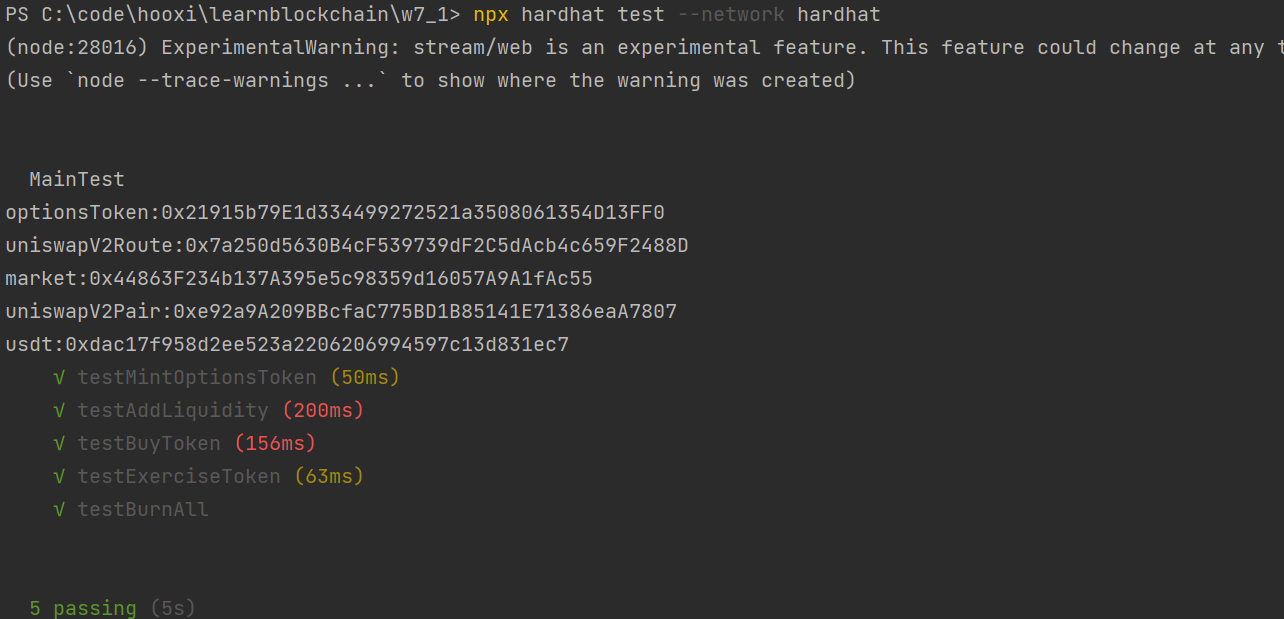 PS C:\code\hooxi\learnblockchain\w7_1> npx hardhat test --network hardhat
(node:28016) ExperimentalWarning: stream/web is an experimental feature. This feature could change at any t
(Use `node --trace-warnings ...` to show where the warning was created)
MainTest
optionsToken:0x21915b79E1d334499272521a3508061354D13FF0
uniswapV2Route:0x7a250d5630B4cF539739dF2C5dAcb4c659F2488D
market:0x44863F234b137A395e5c98359d16057A9A1fAc55
uniswapV2Pair:0xe92a9A209BBcfaC775BD1B85141E71386eaA7807
usdt:0xdac17f958d2ee523a2206206994597c13d831ec7
√ testMintOptionsToken (50ms)
√ testAddLiquidity (200ms)
√ testBuyToken (156ms)
√ testExerciseToken (63ms)
√ testBurnAll
5 passing (5s)